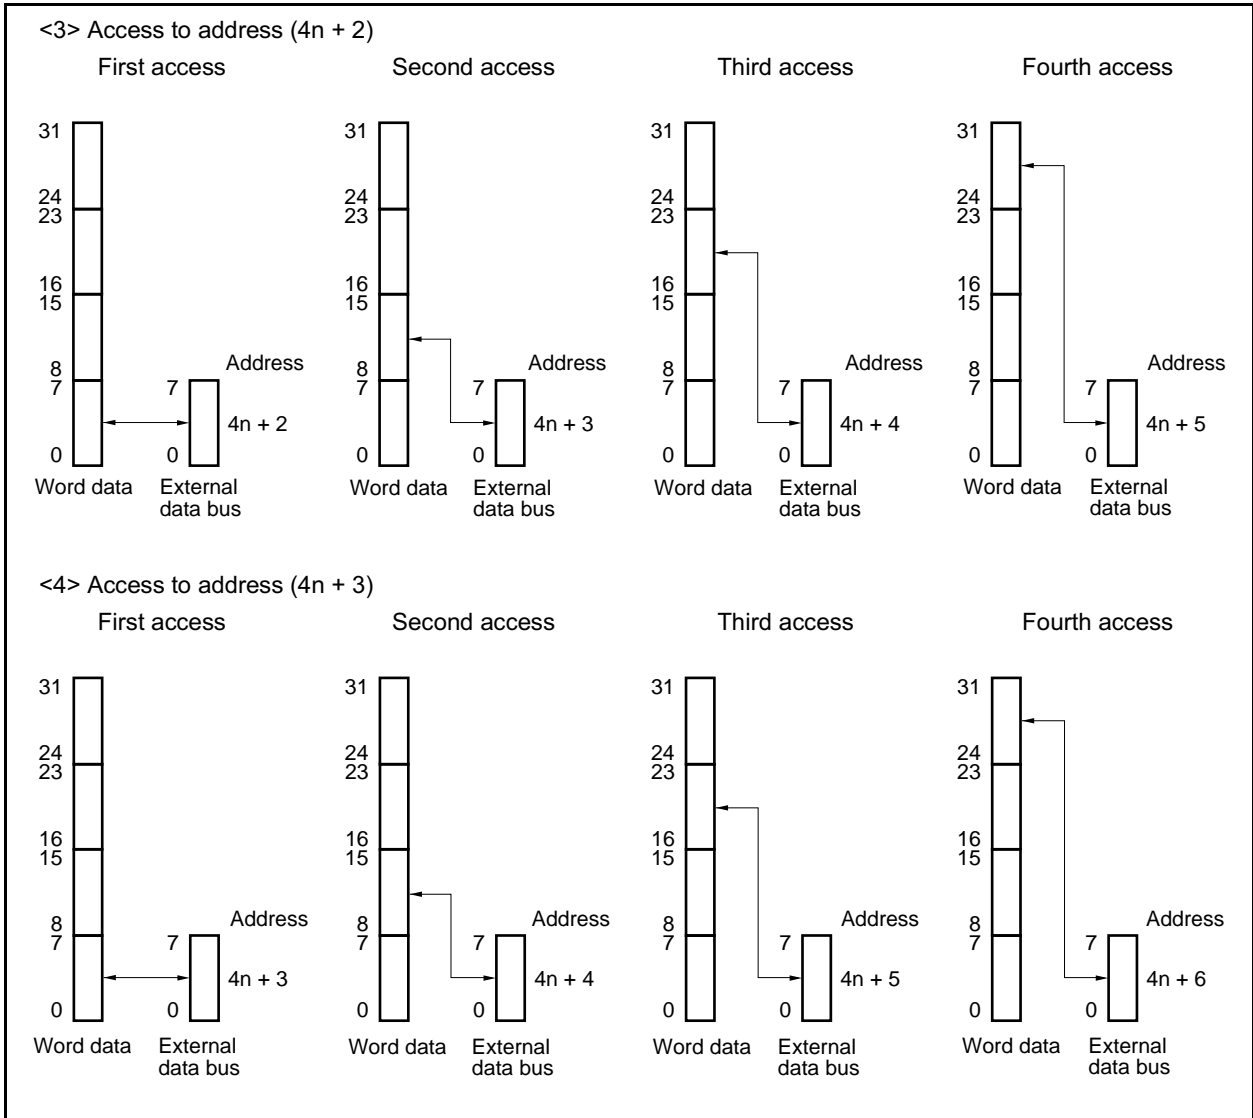 <3> Access to address (4n + 2)
First access Second access Third access Fourth access
31 31 31 31
24 24 24 24
23 23 23 23
16 16 16 16
15 15 15 15
Address Address Address Address
8 8 8 8
7 7 7 7 7 7 7 7
4n + 2 4n + 3 4n + 4 4n + 5
0 0 0 0 0 0 0 0
Word data External Word data External Word data External Word data External
data bus data bus data bus data bus
<4> Access to address (4n + 3)
First access Second access Third access Fourth access
31 31 31 31
24 24 24 24
23 23 23 23
16 16 16 16
15 15 15 15
Address Address Address Address
8 8 8 8
7 7 7 7 7 7 7 7
4n + 3 4n + 4 4n + 5 4n + 6
0 0 0 0 0 0 0 0
Word data External Word data External Word data External Word data External
data bus data bus data bus data bus